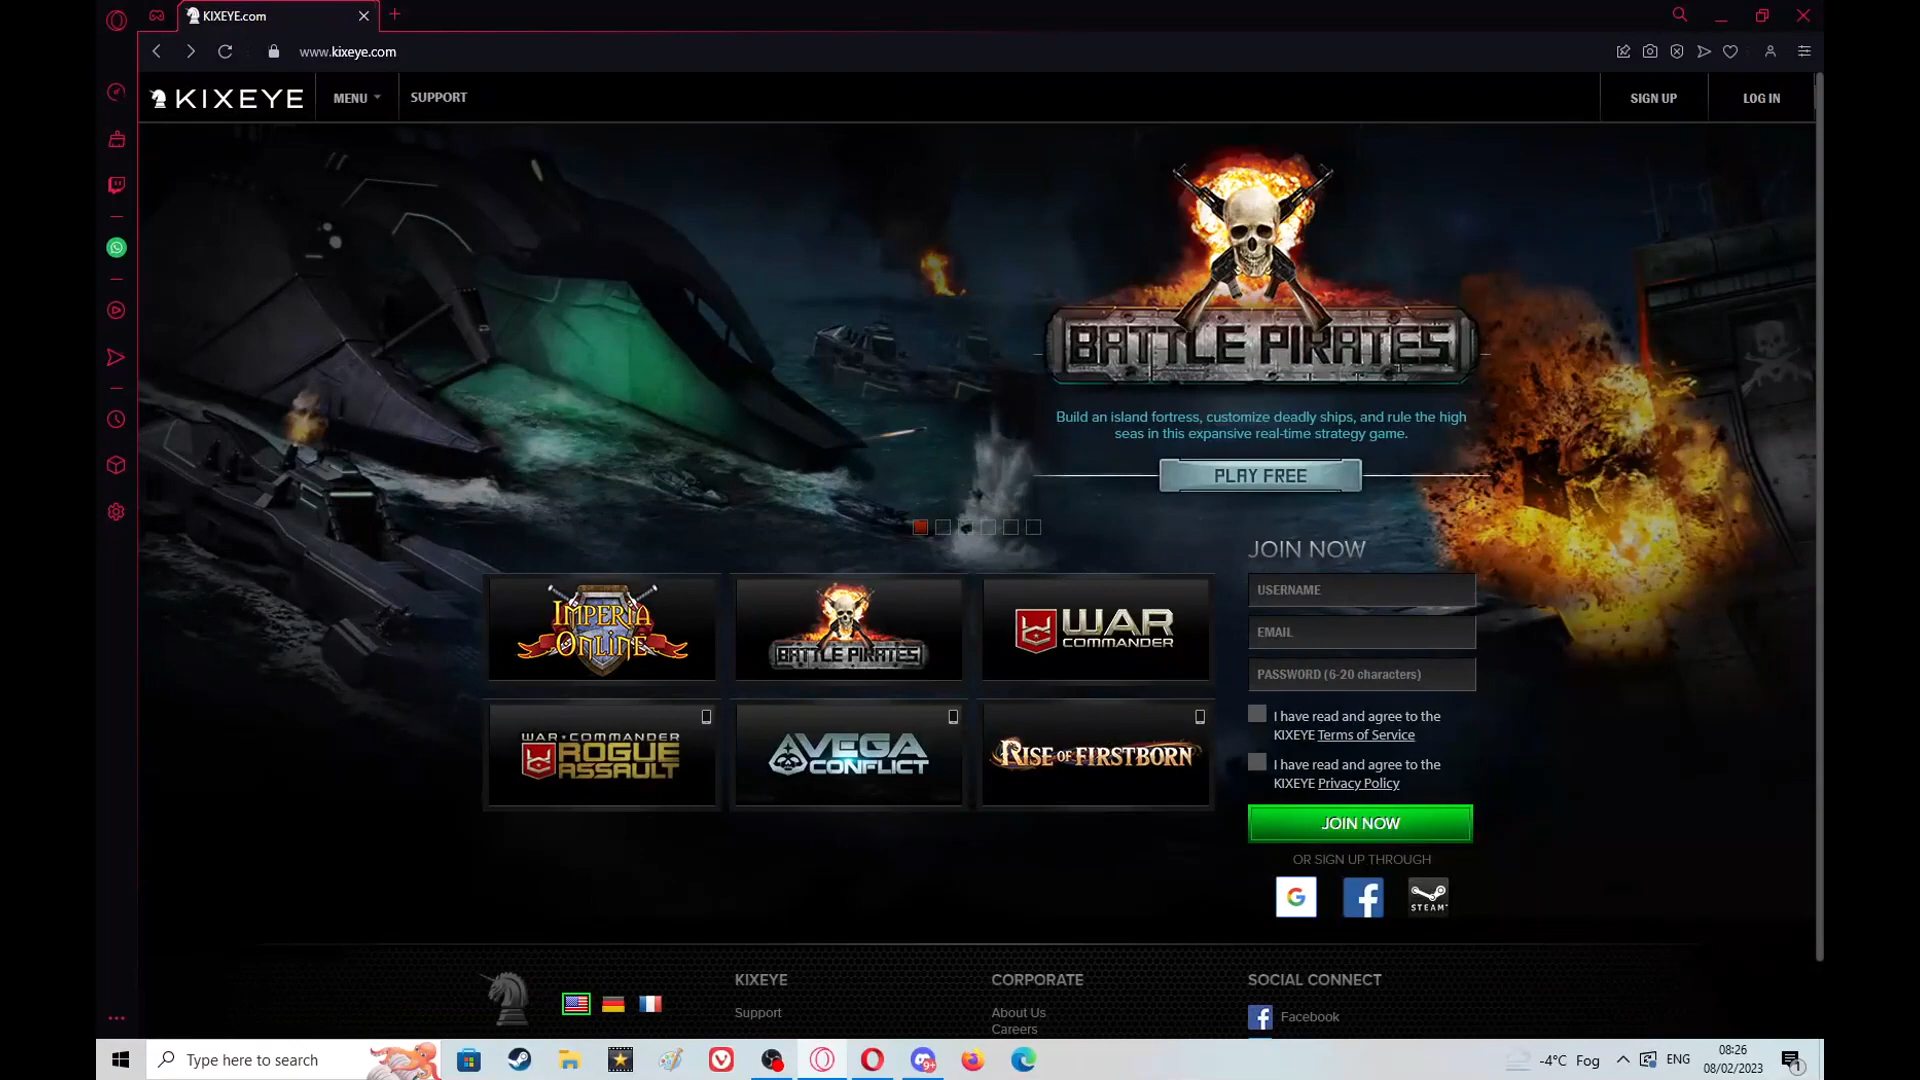 KIXEYE.com
www.kixeye.com
KIXEYE
MENU
SUPPORT
SIGN UP
LOG IN
BATTLE PIRATES
Build an island fortress, customize deadly ships, and rule the high
seas in this expansive real-time strategy game.
PLAY FREE
JOIN NOW
USERNAME
EMAIL
PASSWORD (6-20 characters)
I have read and agree to the
KIXEYE Terms of Service
I have read and agree to the
KIXEYE Privacy Policy
JOIN NOW
OR SIGN UP THROUGH
G
f
STEAM
IMPERIA
ONLINE
BATTLE PIRATES
WAR
COMMANDER
WAR COMMANDER
ROGUE
ASSAULT
VEGA
CONFLICT
RISE OF FIRSTBORN
KIXEYE
Support
CORPORATE
About Us
Careers
SOCIAL CONNECT
Facebook
Type here to search
9+
-4°C Fog
ENG
08:26
08/02/2023
1